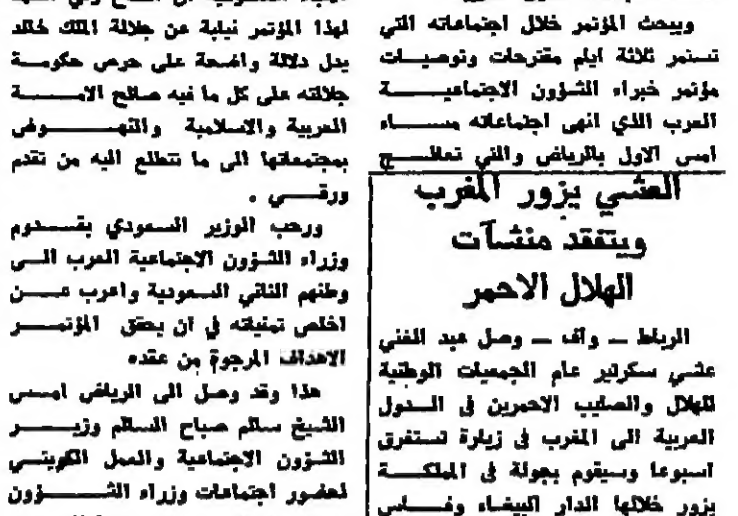 ويبحث المؤتمر خلال اجتماعاته التي
تستمر ثلاثة ايام مقترحات وتوصيات
مؤتمر خبراء الشؤون الاجتماعية
العرب الذي انهى اجتماعاته مساء
امس الاول بالرياض والتي تعالج
العشي يزور المغرب
ويتفقد منشآت
الهلال الاحمر
الرباط ــ واف ــ وصل عبد الغني
عشي سكرتير عام الجمعيات الوطنية
للهلال والصليب الاحمرين في الدول
العربية الى المغرب في زيارة تستغرق
اسبوعا وسيقوم بجولة في المملكة
يزور خلالها الدار البيضاء وفاس
لهذا المؤتمر نيابة عن جلالة الملك خالد
يدل دلالة واضحة على حرص حكومة
جلالته على كل ما فيه صالح الامة
العربية والاسلامية والنهوض
بمجتمعاتها الى ما تتطلع اليه من تقدم
ورقي .
ورحب الوزير السعودي بقدوم
وزراء الشؤون الاجتماعية العرب الى
وطنهم الثاني السعودية واعرب عن
اخلص تمنياته في ان يحقق المؤتمر
الاهداف المرجوة من عقده
هذا وقد وصل الى الرياض امس
الشيخ سالم صباح السالم وزير
الشؤون الاجتماعية والعمل الكويتي
لحضور اجتماعات وزراء الشؤون